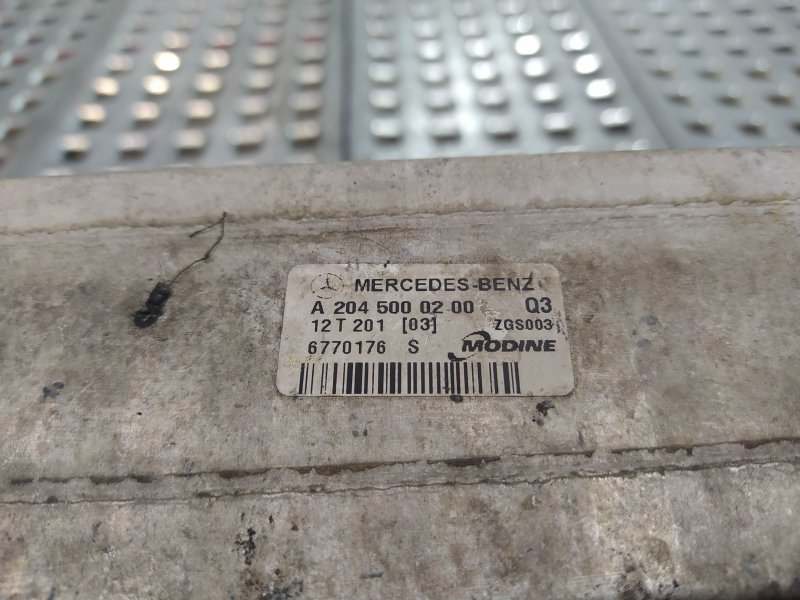 MERCEDES-BENZ
A 204 500 02 00 Q3
12 T 201 [03] ZGS003
6770176 S MODINE